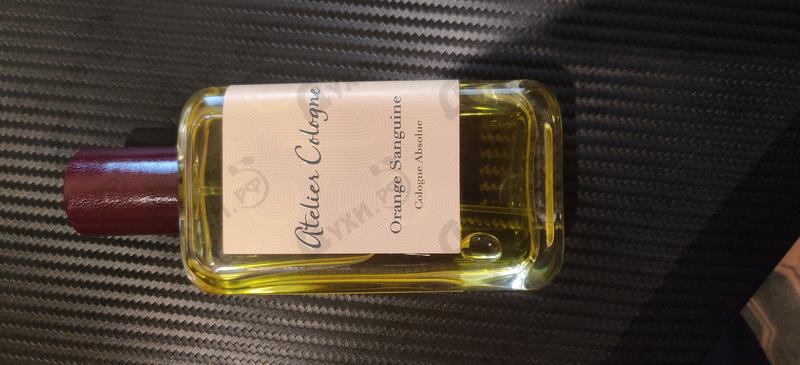 Atelier Cologne
Orange Sanguine
Cologne Absolue